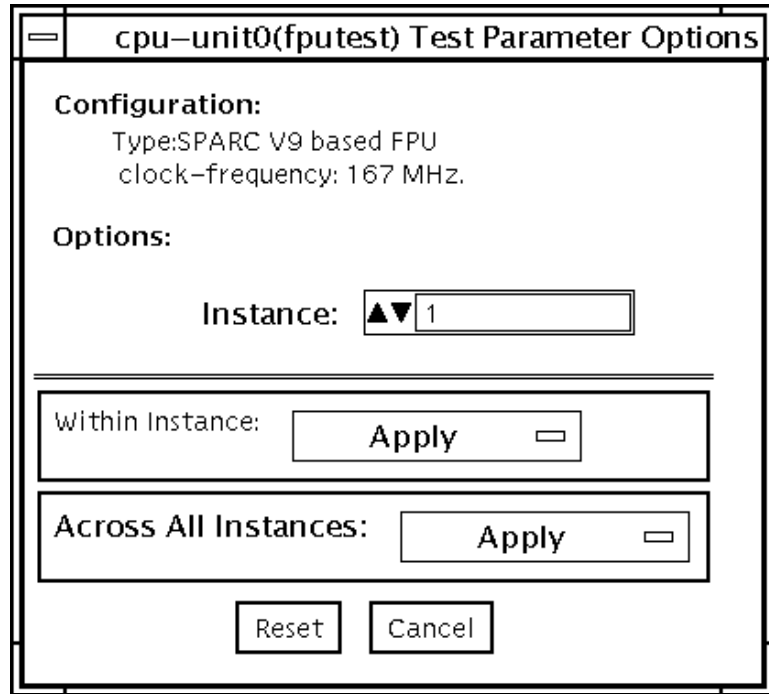 cpu-unit0(fputest) Test Parameter Options
Configuration:
Type:SPARC V9 based FPU
clock-frequency: 167 MHz.
Options:
Instance: 1
Within Instance: Apply
Across All Instances: Apply
Reset Cancel